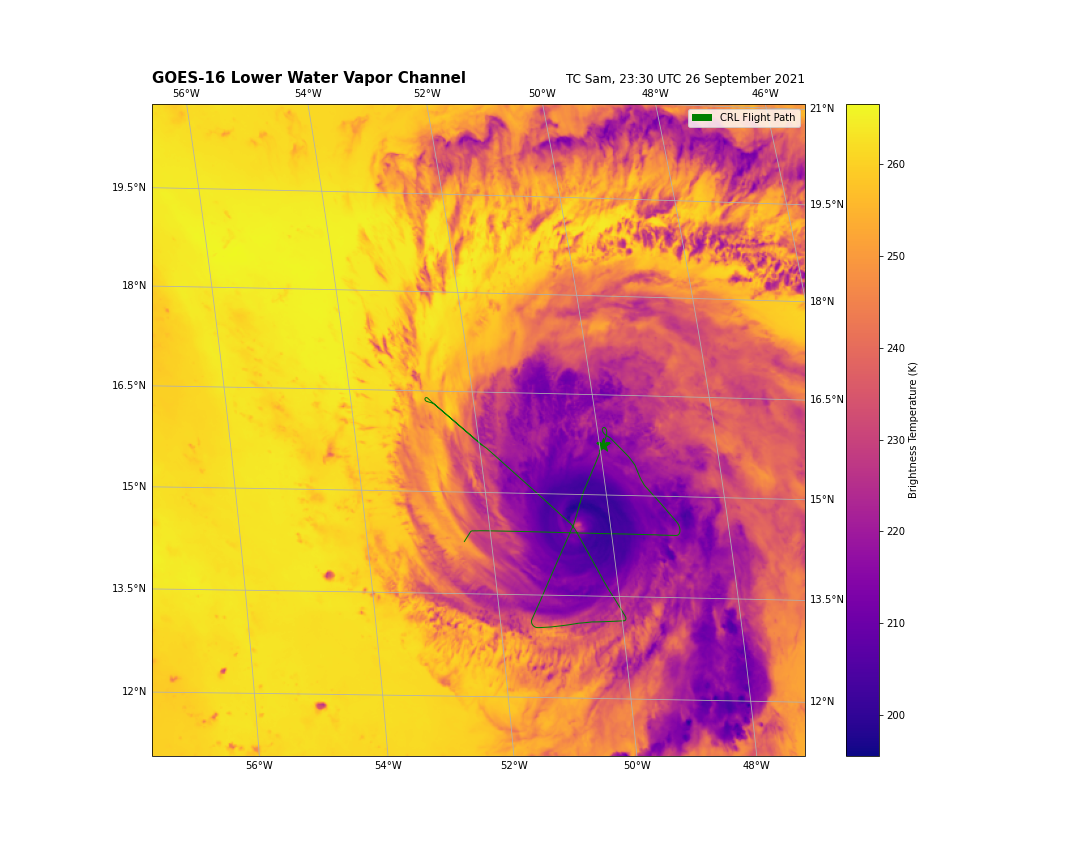 GOES-16 Lower Water Vapor Channel
TC Sam, 23:30 UTC 26 September 2021
56°W 54°W 52°W 50°W 48°W 46°W
CRL Flight Path
21°N
19.5°N
19.5°N
18°N
18°N
16.5°N
16.5°N
15°N
15°N
13.5°N
13.5°N
12°N
12°N
56°W 54°W 52°W 50°W 48°W
260
250
240
230
220
210
200
Brightness Temperature (K)